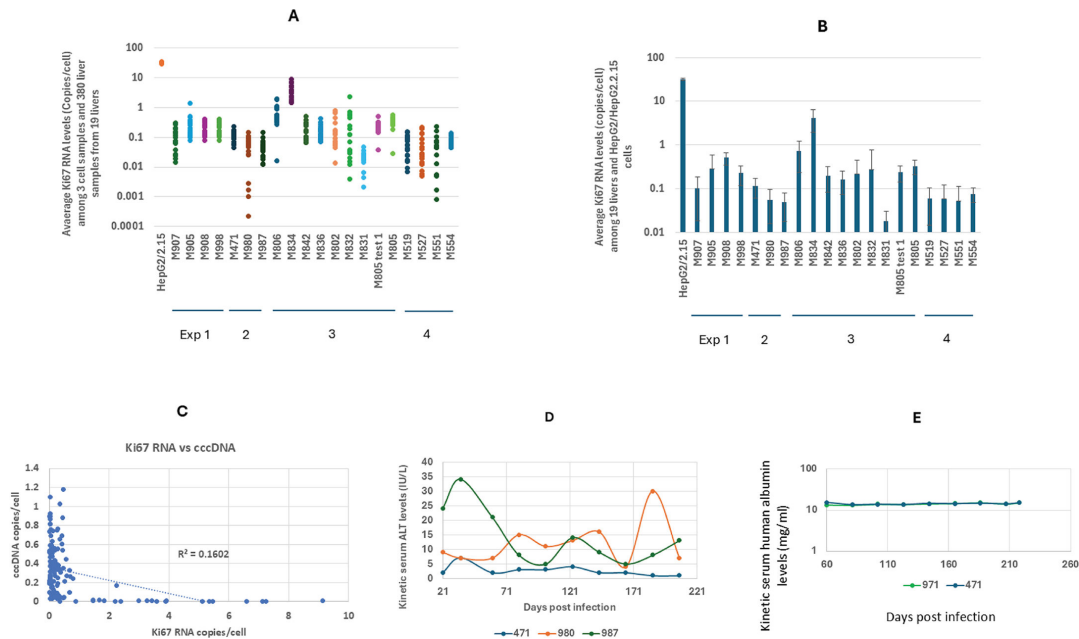 A
Avaerage Ki67 RNA levels (Copies/cell)
among 3 cell samples and 380 liver
samples from 19 livers
100
10
1
0.1
0.01
0.001
0.0001
HepG2/2.15
M907
M905
M908
M998
M471
M980
M987
M806
M834
M842
M836
M802
M832
M831
M805 test 1
M805
M519
M527
M551
M554
Exp 1
2
3
4
B
Average Ki67 RNA levels (copies/cell)
among 19 livers and HepG2/HepG2.2.15
cells
100
10
1
0.1
0.01
HepG2/2.15
M907
M905
M908
M998
M471
M980
M987
M806
M834
M842
M836
M802
M832
M831
M805 test 1
M805
M519
M527
M551
M554
Exp 1
2
3
4
C
Ki67 RNA vs cccDNA
cccDNA copies/cell
1.4
1.2
1
0.8
0.6
0.4
0.2
0
R² = 0.1602
0 2 4 6 8 10
Ki67 RNA copies/cell
D
Kinetic serum ALT levels (IU/L)
40
35
30
25
20
15
10
5
0
21 71 121 171 221
Days post infection
471 980 987
E
Kinetic serum human albumin
levels (mg/ml)
100
10
1
60 110 160 210 260
971 471
Days post infection